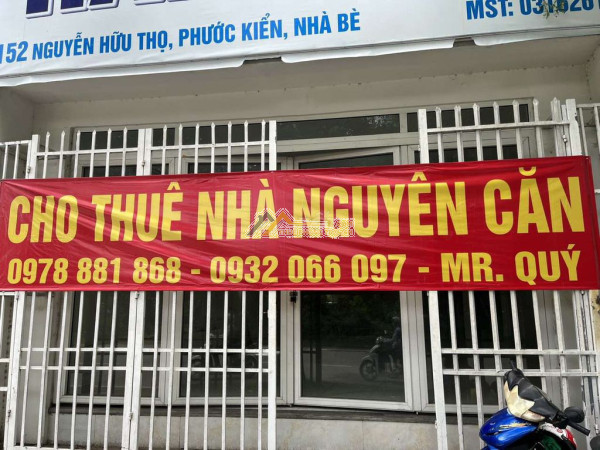 MST:
152 NGUYỄN HỮU THỌ, PHƯỚC KIỂN, NHÀ BÈ
CHO THUÊ NHÀ NGUYÊN CĂN
0978 881 868 - 0932 066 097 - MR. QUÝ